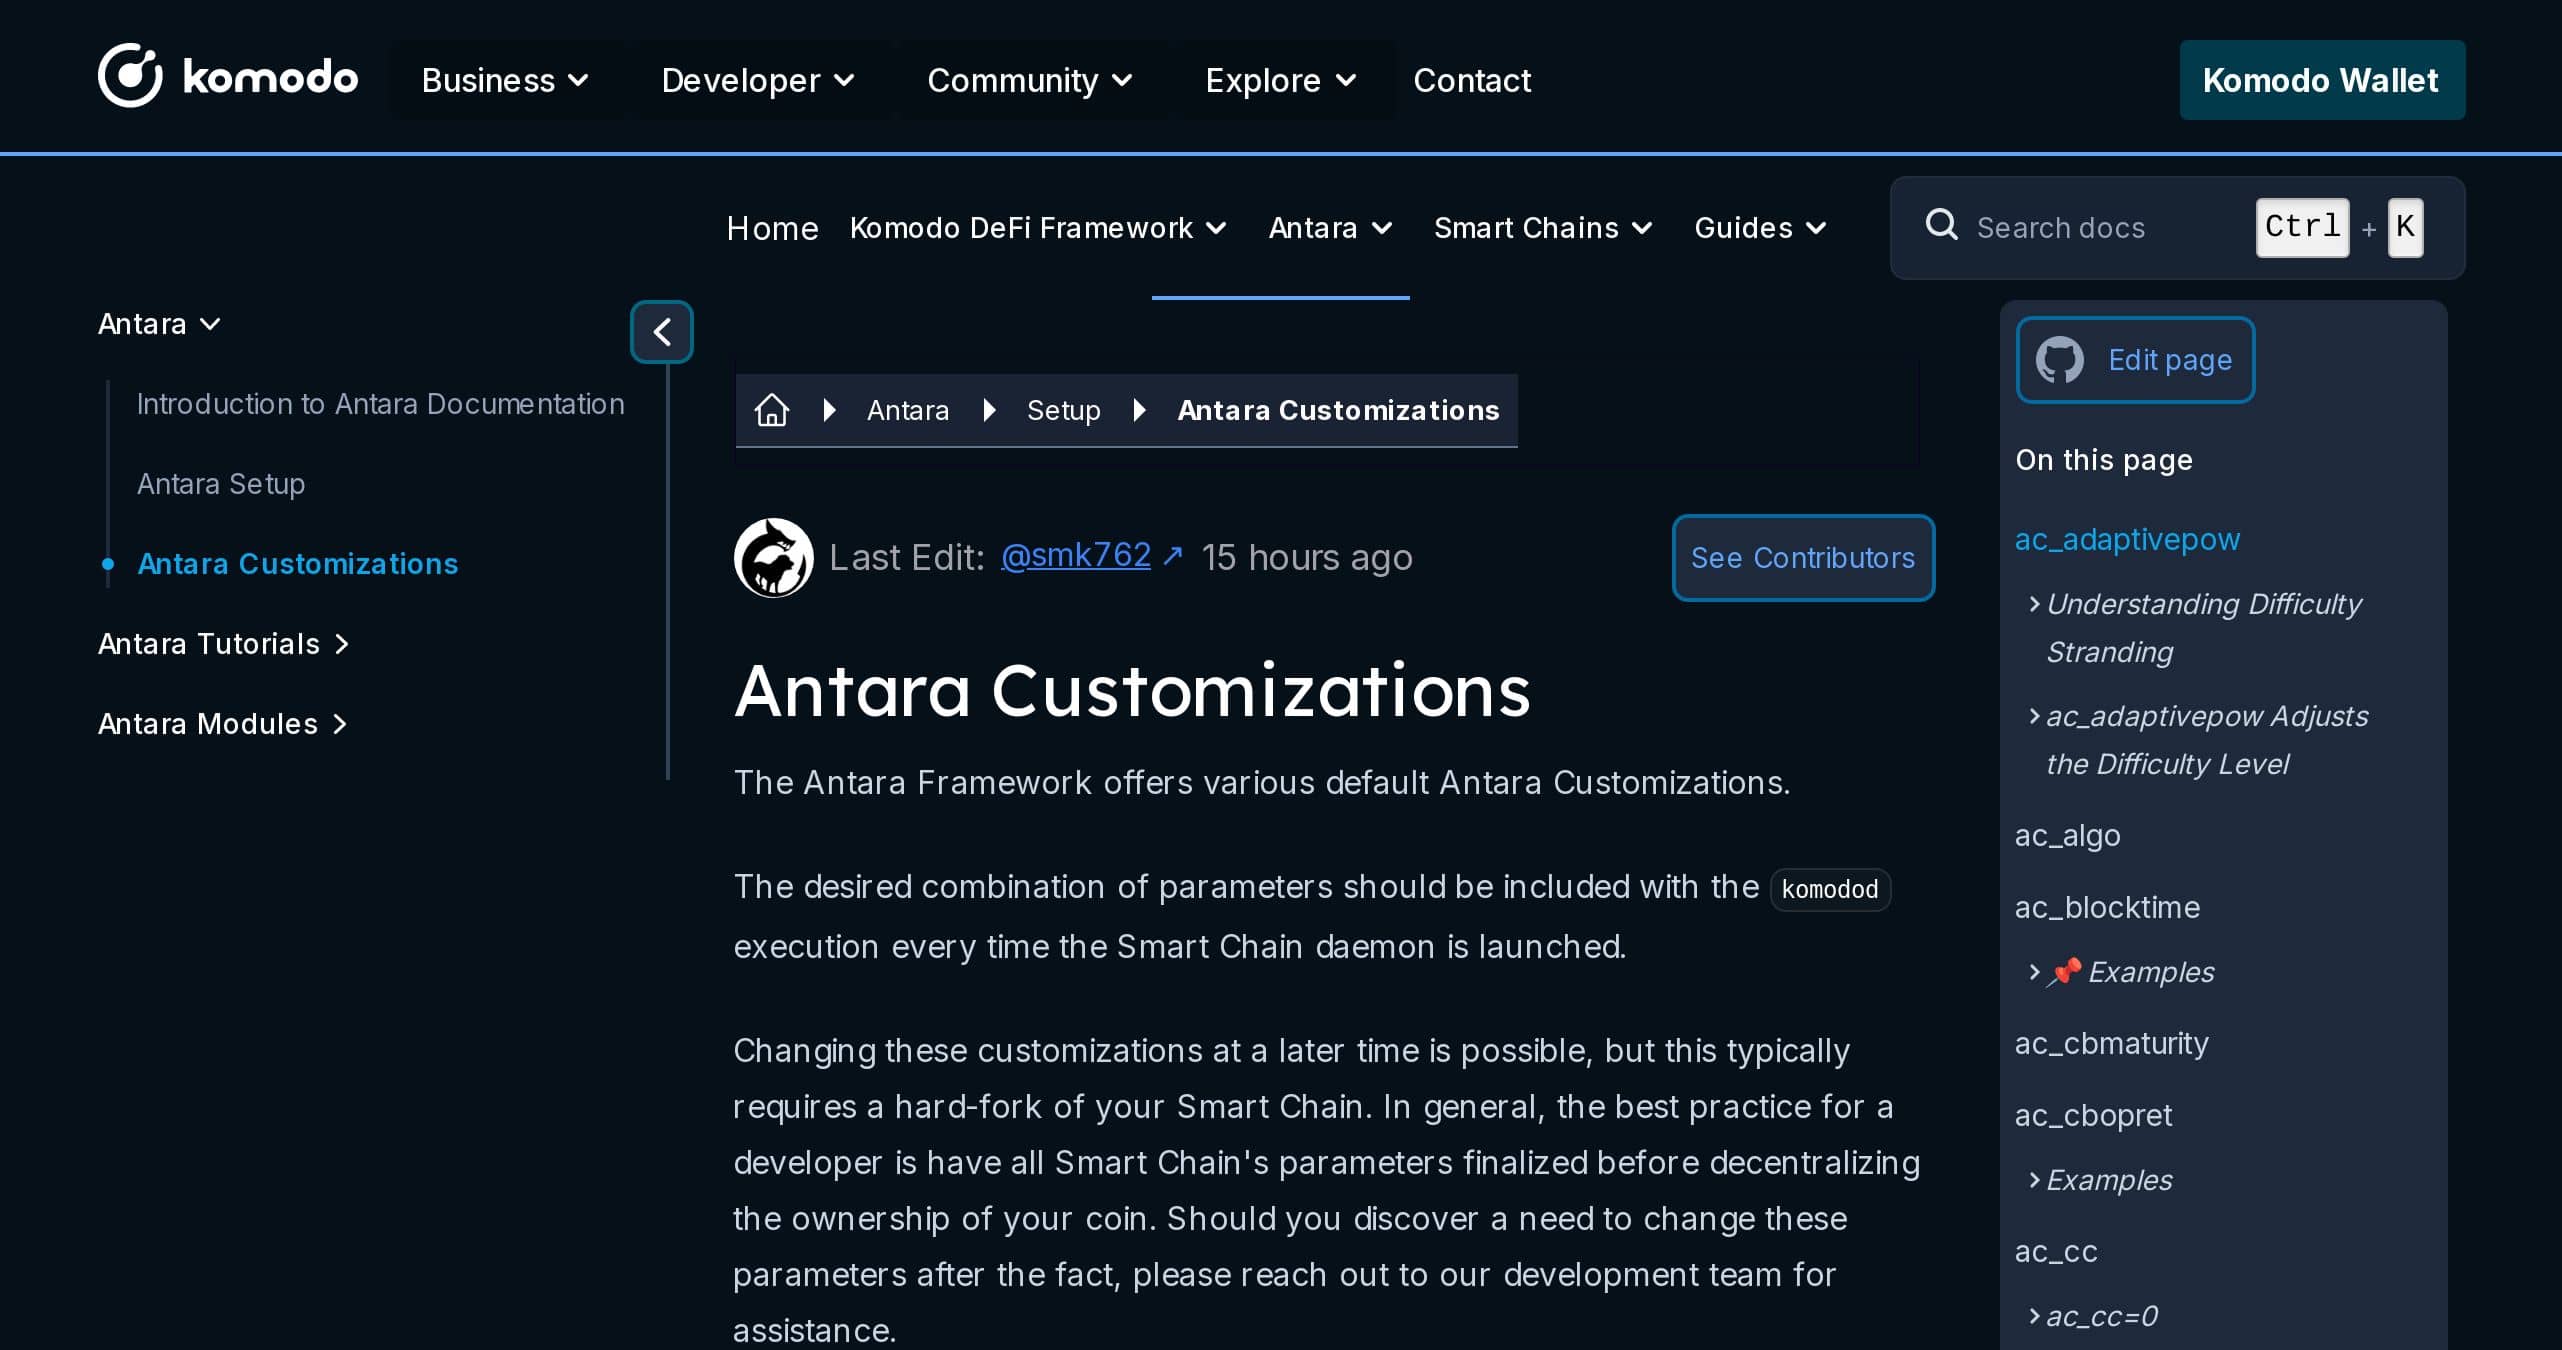 komodo Business Developer Community Explore Contact Komodo Wallet
Home Komodo DeFi Framework Antara Smart Chains Guides Search docs Ctrl + K
Antara
Introduction to Antara Documentation
Antara Setup
Antara Customizations
Antara Tutorials
Antara Modules
Antara Setup Antara Customizations
Last Edit: @smk762 ↗ 15 hours ago See Contributors
Antara Customizations
The Antara Framework offers various default Antara Customizations.
The desired combination of parameters should be included with the komodod
execution every time the Smart Chain daemon is launched.
Changing these customizations at a later time is possible, but this typically
requires a hard-fork of your Smart Chain. In general, the best practice for a
developer is have all Smart Chain's parameters finalized before decentralizing
the ownership of your coin. Should you discover a need to change these
parameters after the fact, please reach out to our development team for
assistance.
Edit page
On this page
ac_adaptivepow
Understanding Difficulty
Stranding
ac_adaptivepow Adjusts
the Difficulty Level
ac_algo
ac_blocktime
📌 Examples
ac_cbmaturity
ac_cbopret
Examples
ac_cc
ac_cc=0